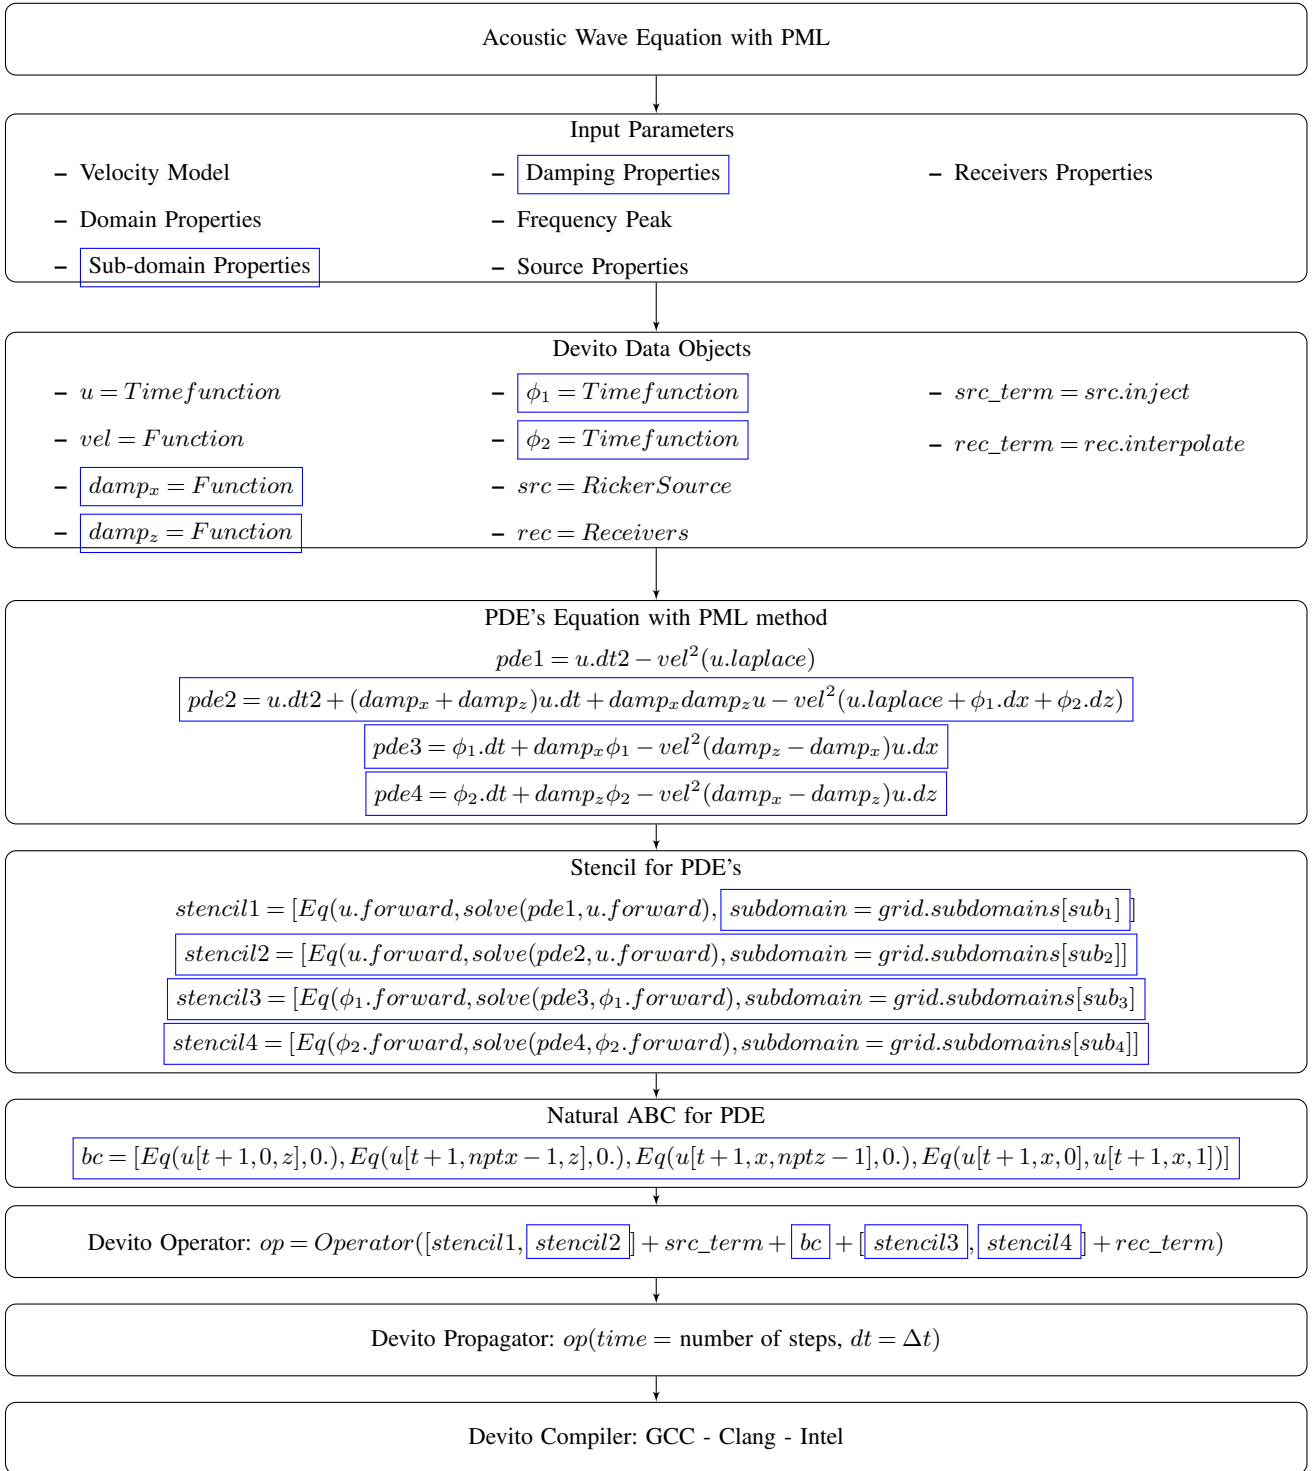 Acoustic Wave Equation with PML
Input Parameters
– Velocity Model – Damping Properties – Receivers Properties
– Domain Properties – Frequency Peak
– Sub-domain Properties – Source Properties
Devito Data Objects
– u = Timefunction – ϕ₁ = Timefunction – src_term = src.inject
– vel = Function – ϕ₂ = Timefunction – rec_term = rec.interpolate
– dampₓ = Function – src = RickerSource
– damp_z = Function – rec = Receivers
PDE's Equation with PML method
pde1 = u.dt2 − vel²(u.laplace)
pde2 = u.dt2 + (dampₓ + damp_z)u.dt + dampₓdamp_zu − vel²(u.laplace + ϕ₁.dx + ϕ₂.dz)
pde3 = ϕ₁.dt + dampₓϕ₁ − vel²(damp_z − dampₓ)u.dx
pde4 = ϕ₂.dt + damp_zϕ₂ − vel²(dampₓ − damp_z)u.dz
Stencil for PDE's
stencil1 = [Eq(u.forward, solve(pde1, u.forward), subdomain = grid.subdomains[sub₁] ]
stencil2 = [Eq(u.forward, solve(pde2, u.forward), subdomain = grid.subdomains[sub₂]]
stencil3 = [Eq(ϕ₁.forward, solve(pde3, ϕ₁.forward), subdomain = grid.subdomains[sub₃]
stencil4 = [Eq(ϕ₂.forward, solve(pde4, ϕ₂.forward), subdomain = grid.subdomains[sub₄]]
Natural ABC for PDE
bc = [Eq(u[t + 1, 0, z], 0.), Eq(u[t + 1, nptx − 1, z], 0.), Eq(u[t + 1, x, nptz − 1], 0.), Eq(u[t + 1, x, 0], u[t + 1, x, 1])]
Devito Operator: op = Operator([stencil1, stencil2 ] + src_term + bc + [ stencil3 , stencil4 ] + rec_term)
Devito Propagator: op(time = number of steps, dt = Δt)
Devito Compiler: GCC - Clang - Intel